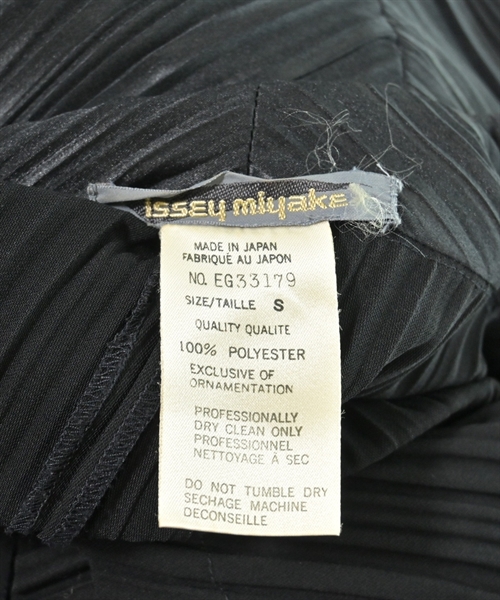 ISSEY miyake
MADE IN JAPAN
FABRIQUÉ AU JAPON
NO. EG33179
SIZE/TAILLE S
QUALITY QUALITÉ
100% POLYESTER
EXCLUSIVE OF
ORNAMENTATION
PROFESSIONALLY
DRY CLEAN ONLY
PROFESSIONNEL
NETTOYAGE À SEC
DO NOT TUMBLE DRY
SECHAGE MACHINE
DECONSEILLE